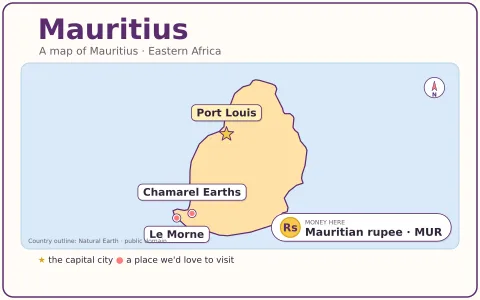 Mauritius
A map of Mauritius · Eastern Africa
N
Port Louis
Chamarel Earths
Le Morne
Rs
MONEY HERE
Mauritian rupee · MUR
Country outline: Natural Earth · public domain
★ the capital city ● a place we'd love to visit